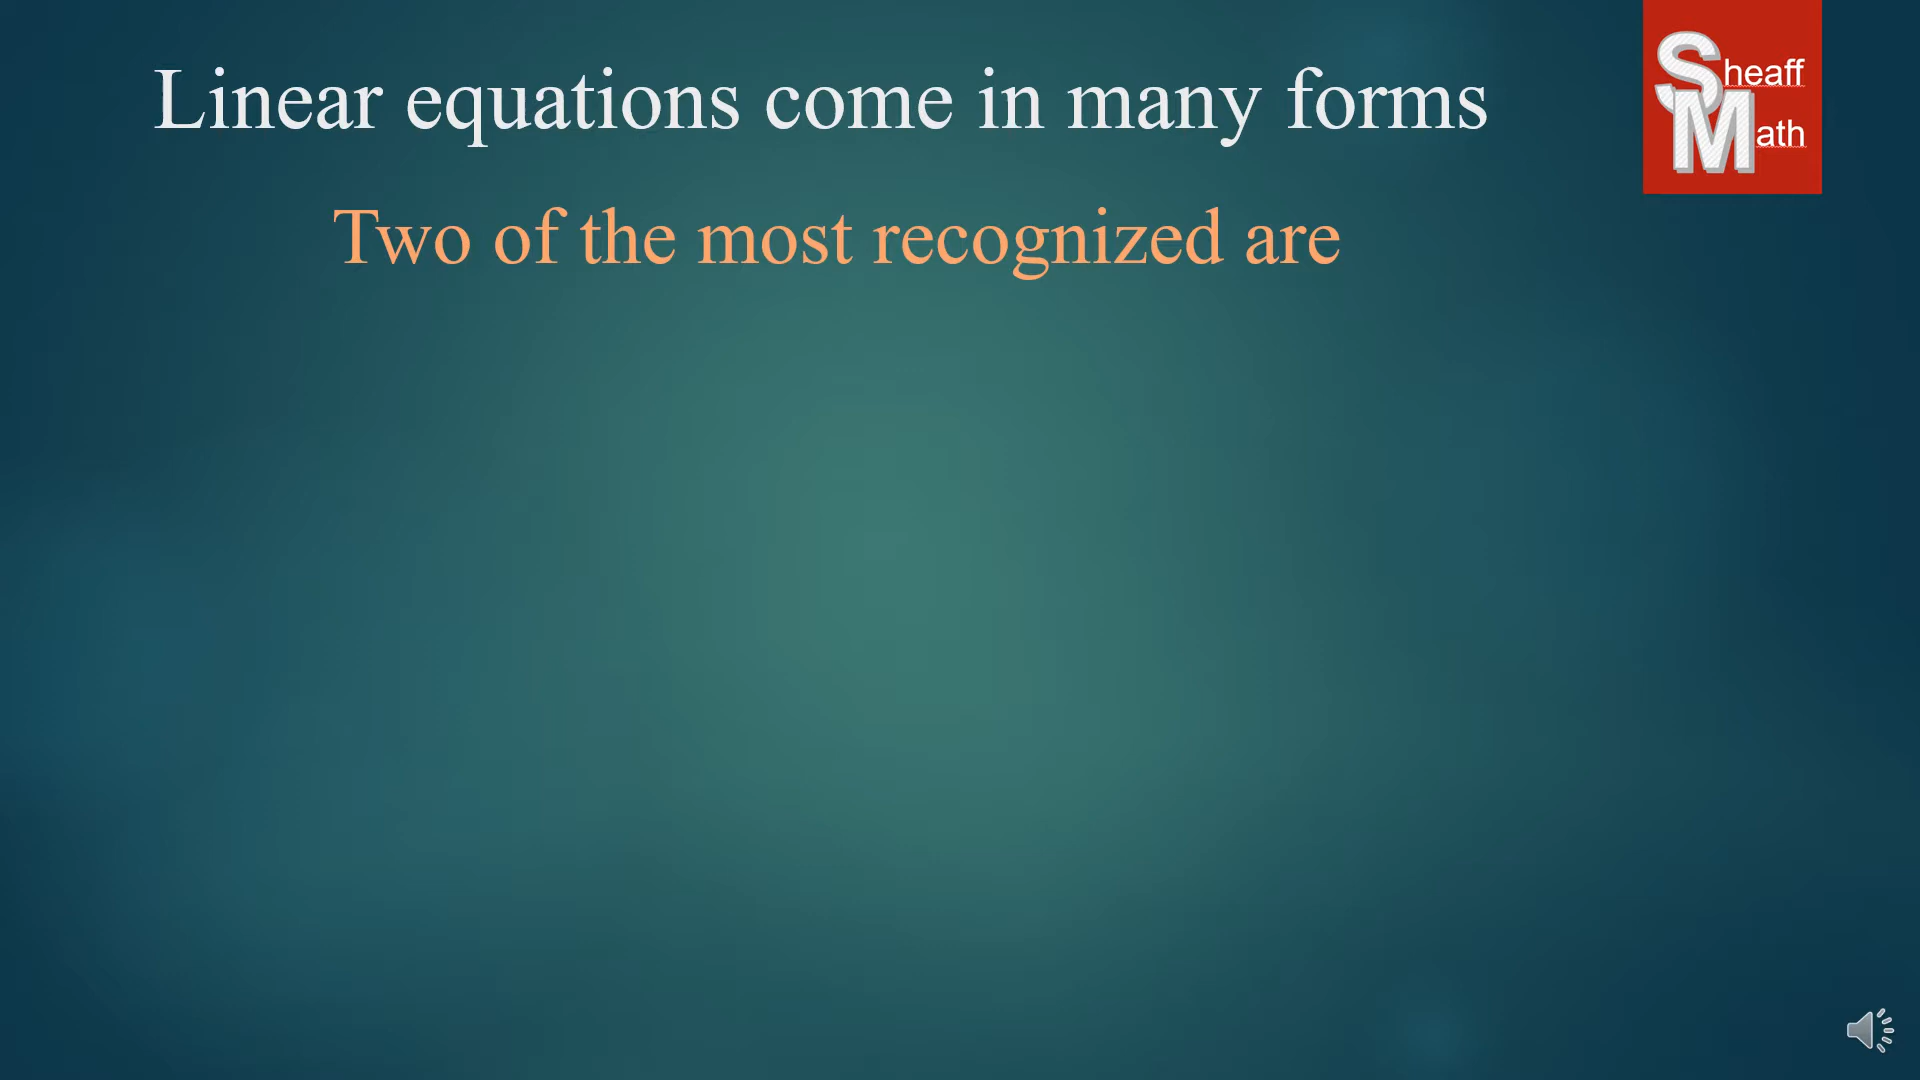 Linear equations come in many forms
Two of the most recognized are
Sheaff
Math